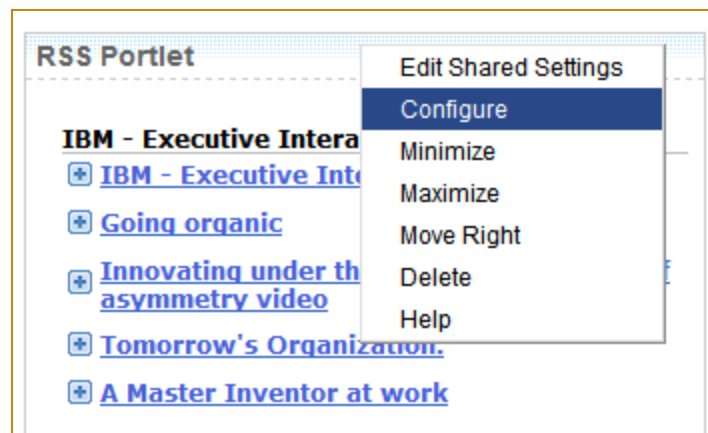 RSS Portlet
Edit Shared Settings
Configure
Minimize
Maximize
Move Right
Delete
Help
IBM - Executive Intera
IBM - Executive Int
Going organic
Innovating under th
asymmetry video
Tomorrow's Organization.
A Master Inventor at work